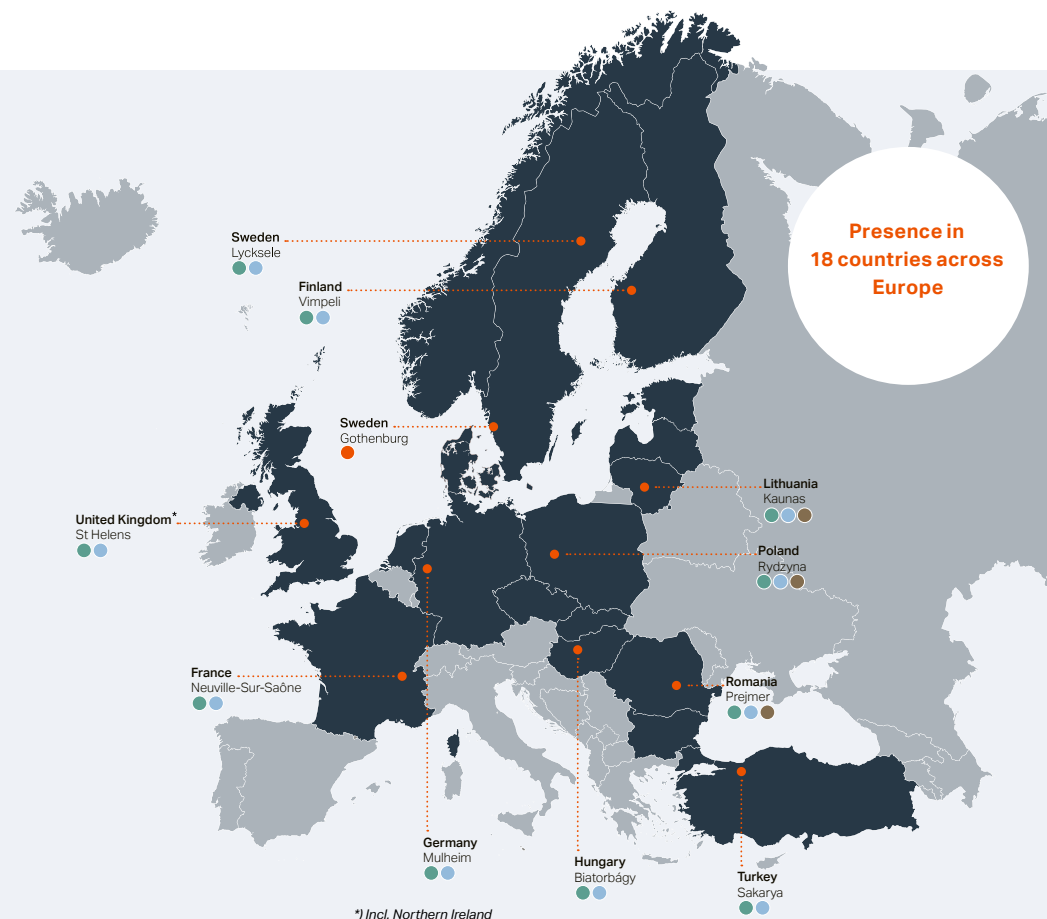 Presence in
18 countries across
Europe
Sweden
Lycksele
Finland
Vimpeli
Sweden
Gothenburg
Lithuania
Kaunas
United Kingdom*
St Helens
Poland
Rydzyna
France
Neuville-Sur-Saône
Romania
Prejmer
Germany
Mulheim
Hungary
Biatorbágy
Turkey
Sakarya
*) Incl. Northern Ireland